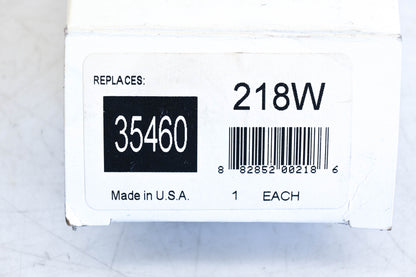 REPLACES:
35460
218W
8 82852 00218 6
Made in U.S.A.
1 EACH